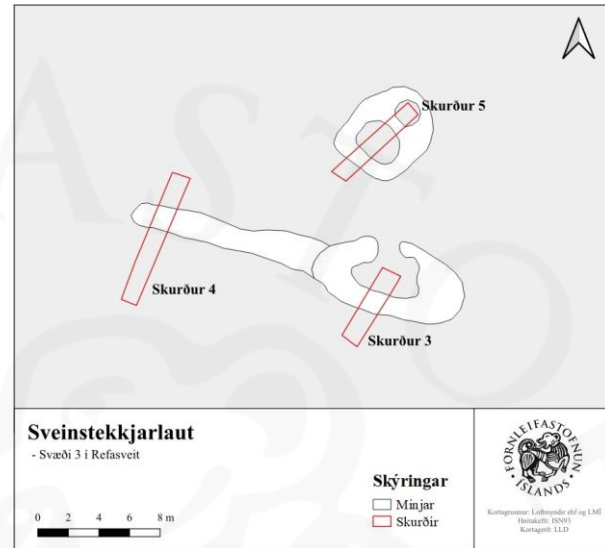 Skurður 5
Skurður 4
Skurður 3
Sveinstekkjarlaut
- Svæði 3 í Refasveit
0 2 4 6 8 m
Skýringar
Minjar
Skurðir
FORNLEIFASTOFNUN
ÍSLANDS
Kortagrunnur: Loftmyndir ehf og LMÍ
Hnitakerfi: ISN93
Kortagerð: LLD